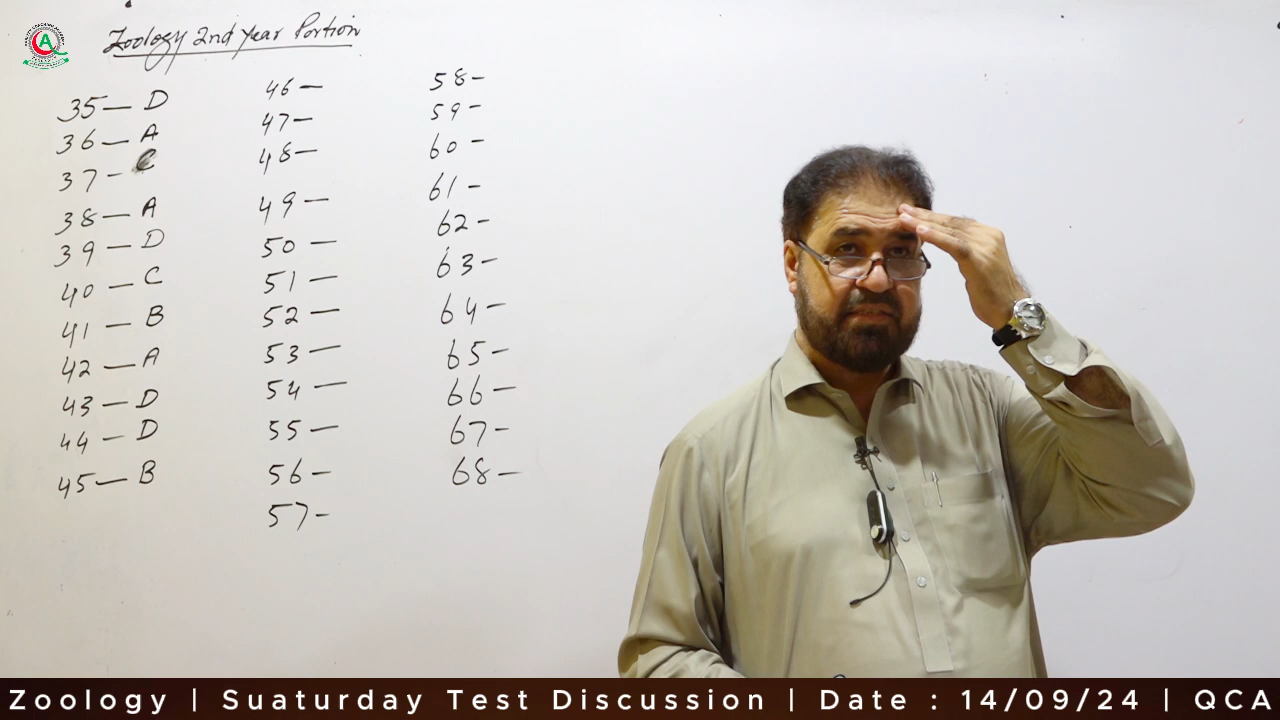 Zoology 2nd Year Portion
35— D
36— A
37- C
38— A
39— D
40— C
41— B
42— A
43— D
44— D
45— B
46—
47—
48—
49—
50—
51—
52—
53—
54—
55—
56—
57-
58-
59-
60-
61-
62-
63-
64-
65-
66-
67-
68-
Zoology | Suaturday Test Discussion | Date : 14/09/24 | QCA